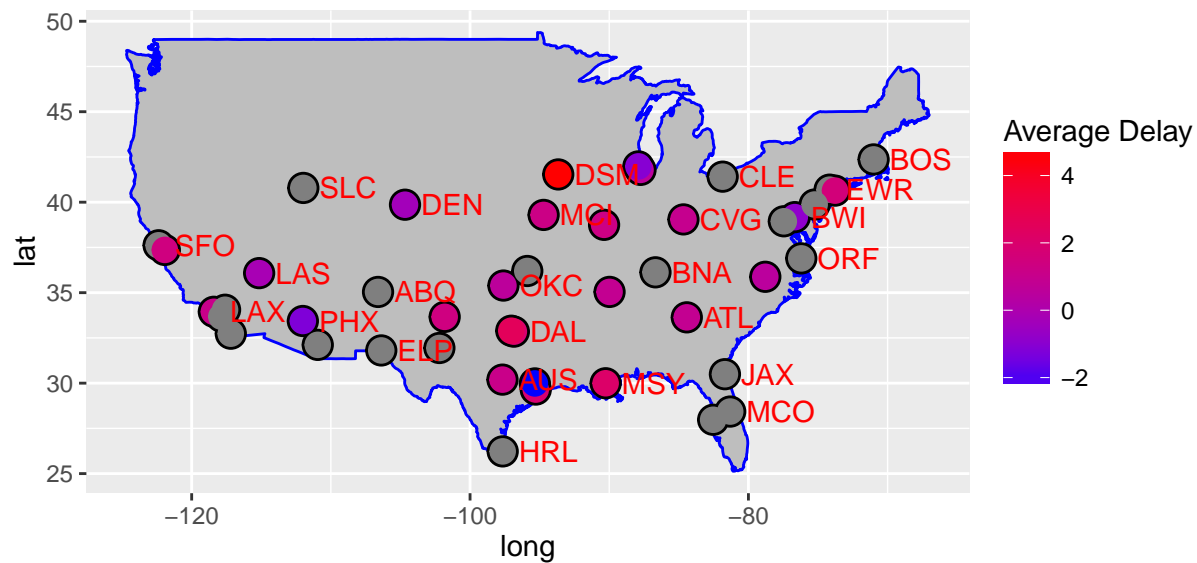 50
45
40
35
30
25
lat
−120
−100
−80
long
BOS
SLC
DSM
CLE
EWR
DEN
MCI
CVG
BWI
SFO
ORF
LAS
BNA
ABQ
OKC
LAX
PHX
DAL
ATL
ELP
AUS
MSY
JAX
MCO
HRL
Average Delay
4
2
0
−2